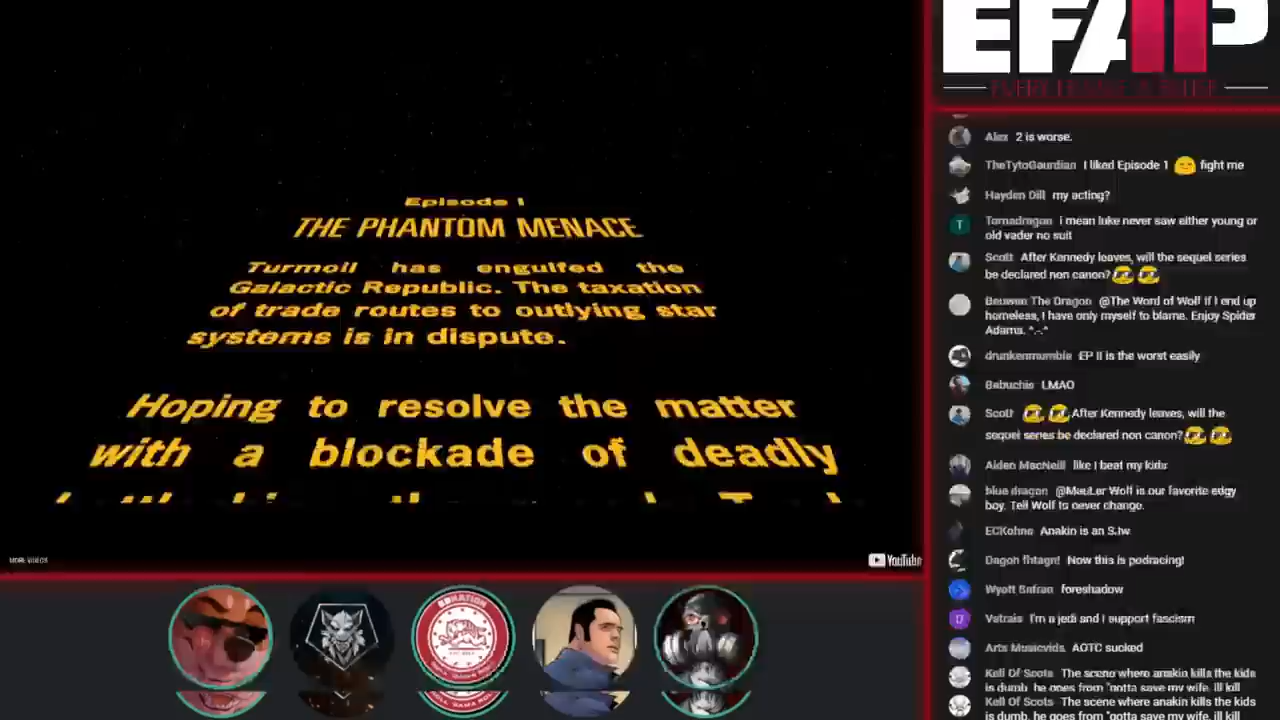 Episode I
THE PHANTOM MENACE
Turmoil has engulfed the
Galactic Republic. The taxation
of trade routes to outlying star
systems is in dispute.
Hoping to resolve the matter
with a blockade of deadly
MORE VIDEOS
YouTube
EFAP
Alex 2 is worse.
TheTytoGaurdian I liked Episode 1 fight me
Hayden Dill my acting?
T
Tamadragon i mean luke never saw either young or
old vader no suit
Scott After Kennedy leaves, will the sequel series
be declared non canon?
Beuwen The Dragon @The Word of Wolf If I end up
homeless, I have only myself to blame. Enjoy Spider
Adams. ^.-.^
drunkenmumble EP II is the worst easily
Babuchis LMAO
Scott After Kennedy leaves, will the
sequel series be declared non canon?
Aiden MacNeill like I beat my kids
blue dragon @MauLer Wolf is our favorite edgy
boy. Tell Wolf to never change.
ECKohns Anakin is an SJW
Dagon fhtagn! Now this is podracing!
Wyatt foreshadow
I'm a jedi and I support fascism
Arts Musicvids AOTC sucked
Kell Of Scots The scene where anakin kills the kids
is dumb, he goes from "gotta save my wife, ill kill
Kell Of Scots The scene where anakin kills the kids
is dumb, he goes from "gotta save my wife, ill kill